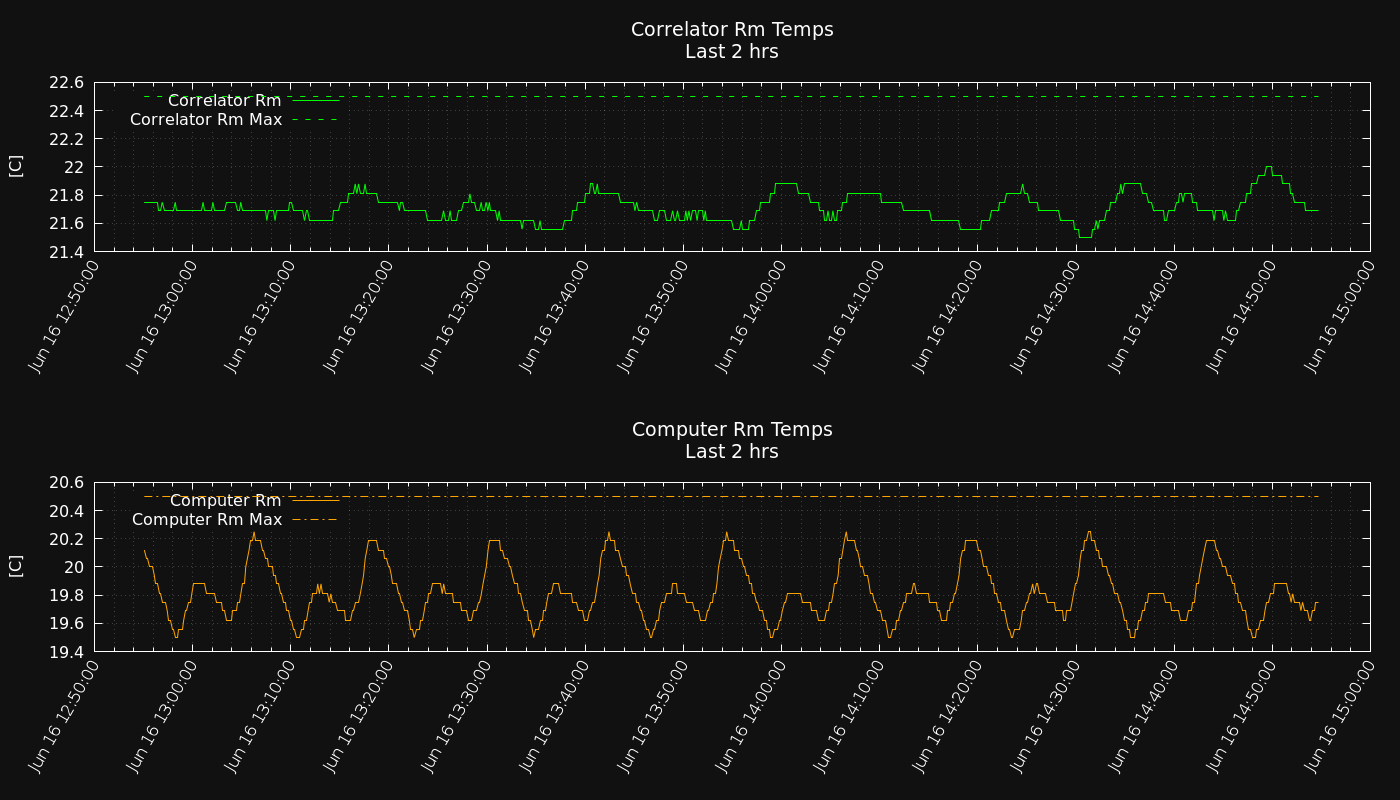 Correlator Rm Temps
Last 2 hrs
22.6
22.4
22.2
22
21.8
21.6
21.4
[C]
Correlator Rm
Correlator Rm Max
Jun 16 12:50:00
Jun 16 13:00:00
Jun 16 13:10:00
Jun 16 13:20:00
Jun 16 13:30:00
Jun 16 13:40:00
Jun 16 13:50:00
Jun 16 14:00:00
Jun 16 14:10:00
Jun 16 14:20:00
Jun 16 14:30:00
Jun 16 14:40:00
Jun 16 14:50:00
Jun 16 15:00:00
Computer Rm Temps
Last 2 hrs
20.6
20.4
20.2
20
19.8
19.6
19.4
[C]
Computer Rm
Computer Rm Max
Jun 16 12:50:00
Jun 16 13:00:00
Jun 16 13:10:00
Jun 16 13:20:00
Jun 16 13:30:00
Jun 16 13:40:00
Jun 16 13:50:00
Jun 16 14:00:00
Jun 16 14:10:00
Jun 16 14:20:00
Jun 16 14:30:00
Jun 16 14:40:00
Jun 16 14:50:00
Jun 16 15:00:00